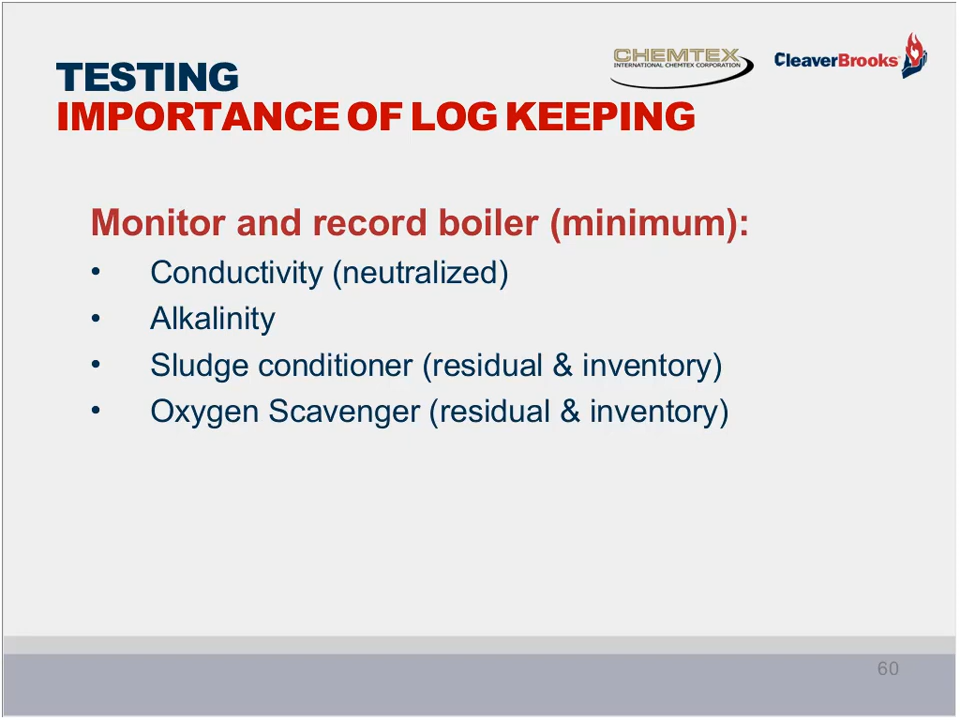 TESTING
IMPORTANCE OF LOG KEEPING
CHEMTEX
INTERNATIONAL CHEMTEX CORPORATION
CleaverBrooks
Monitor and record boiler (minimum):
• Conductivity (neutralized)
• Alkalinity
• Sludge conditioner (residual & inventory)
• Oxygen Scavenger (residual & inventory)
60